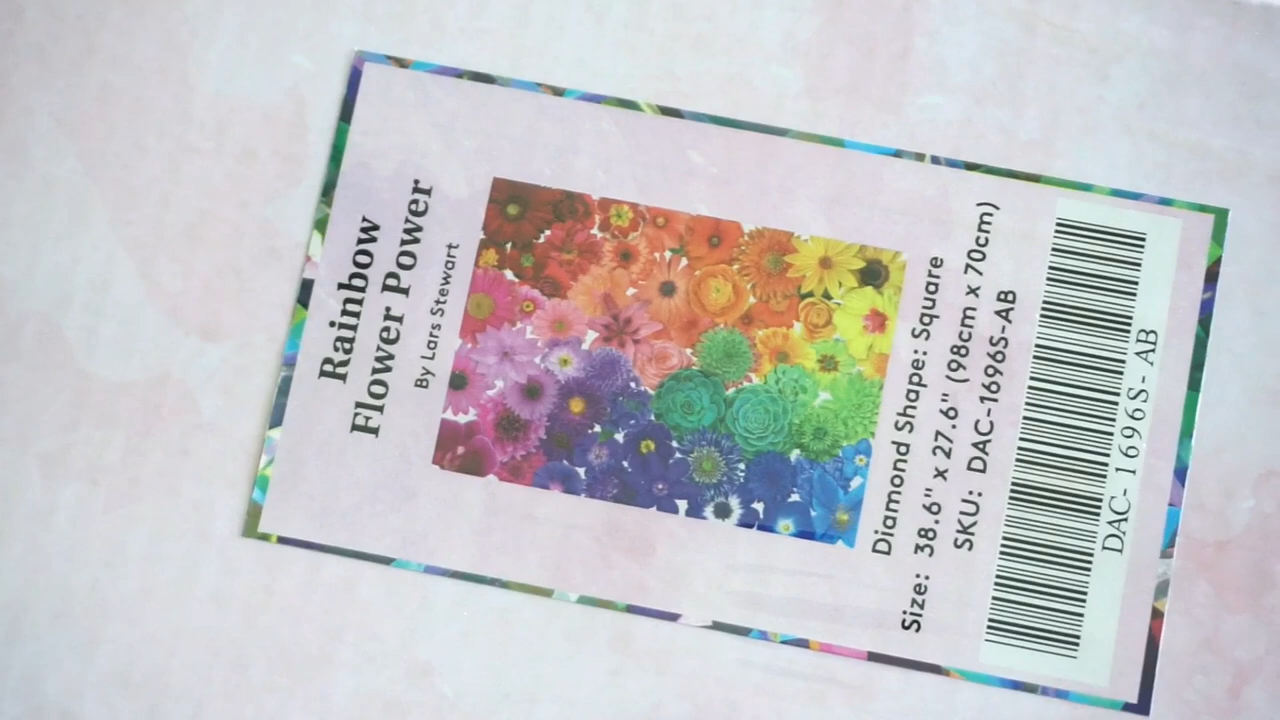 Rainbow
Flower Power
By Lars Stewart
Diamond Shape: Square
Size: 38.6" x 27.6" (98cm x 70cm)
SKU: DAC-1696S-AB
DAC- 1696S- AB